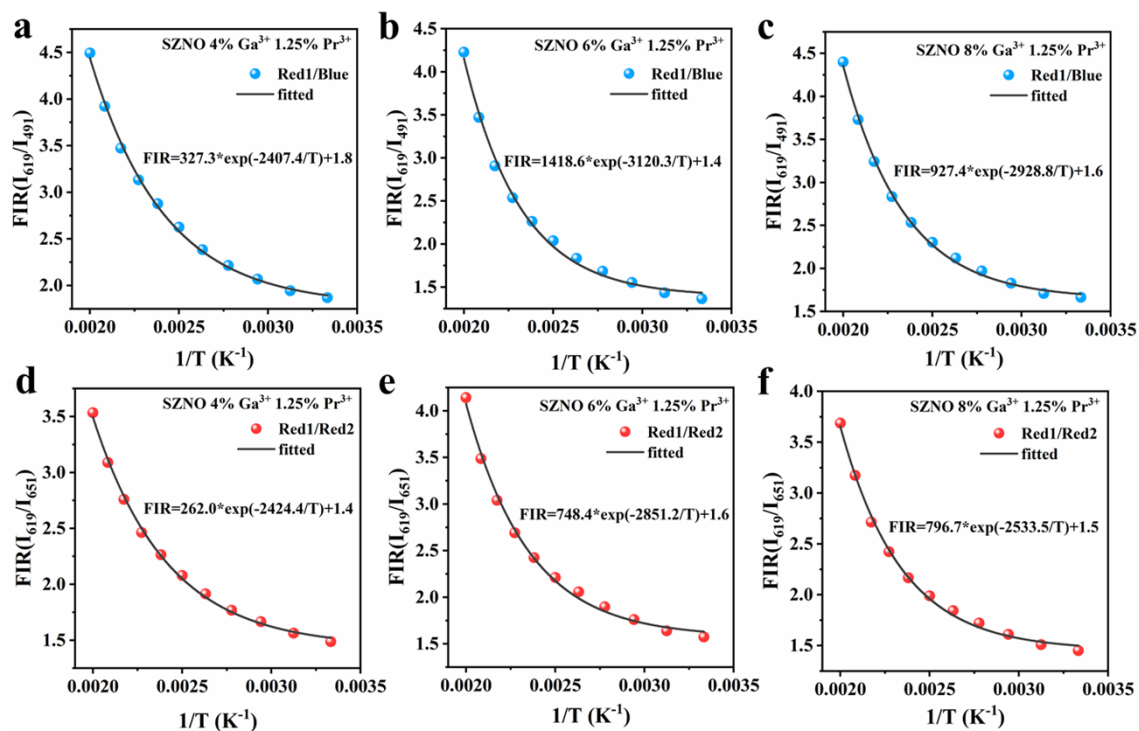 a
SZNO 4% Ga³⁺ 1.25% Pr³⁺
Red1/Blue
fitted
FIR=327.3*exp(-2407.4/T)+1.8
FIR(I₆₁₉/I₄₉₁)
4.5
4.0
3.5
3.0
2.5
2.0
0.0020 0.0025 0.0030 0.0035
1/T (K⁻¹)
b
SZNO 6% Ga³⁺ 1.25% Pr³⁺
Red1/Blue
fitted
FIR=1418.6*exp(-3120.3/T)+1.4
FIR(I₆₁₉/I₄₉₁)
4.5
4.0
3.5
3.0
2.5
2.0
1.5
1.0
0.0020 0.0025 0.0030 0.0035
1/T (K⁻¹)
c
SZNO 8% Ga³⁺ 1.25% Pr³⁺
Red1/Blue
fitted
FIR=927.4*exp(-2928.8/T)+1.6
FIR(I₆₁₉/I₄₉₁)
4.5
4.0
3.5
3.0
2.5
2.0
1.5
0.0020 0.0025 0.0030 0.0035
1/T (K⁻¹)
d
SZNO 4% Ga³⁺ 1.25% Pr³⁺
Red1/Red2
fitted
FIR=262.0*exp(-2424.4/T)+1.4
FIR(I₆₁₉/I₆₅₁)
3.5
3.0
2.5
2.0
1.5
0.0020 0.0025 0.0030 0.0035
1/T (K⁻¹)
e
SZNO 6% Ga³⁺ 1.25% Pr³⁺
Red1/Red2
fitted
FIR=748.4*exp(-2851.2/T)+1.6
FIR(I₆₁₉/I₆₅₁)
4.0
3.5
3.0
2.5
2.0
1.5
0.0020 0.0025 0.0030 0.0035
1/T (K⁻¹)
f
SZNO 8% Ga³⁺ 1.25% Pr³⁺
Red1/Red2
fitted
FIR=796.7*exp(-2533.5/T)+1.5
FIR(I₆₁₉/I₆₅₁)
4.0
3.5
3.0
2.5
2.0
1.5
0.0020 0.0025 0.0030 0.0035
1/T (K⁻¹)